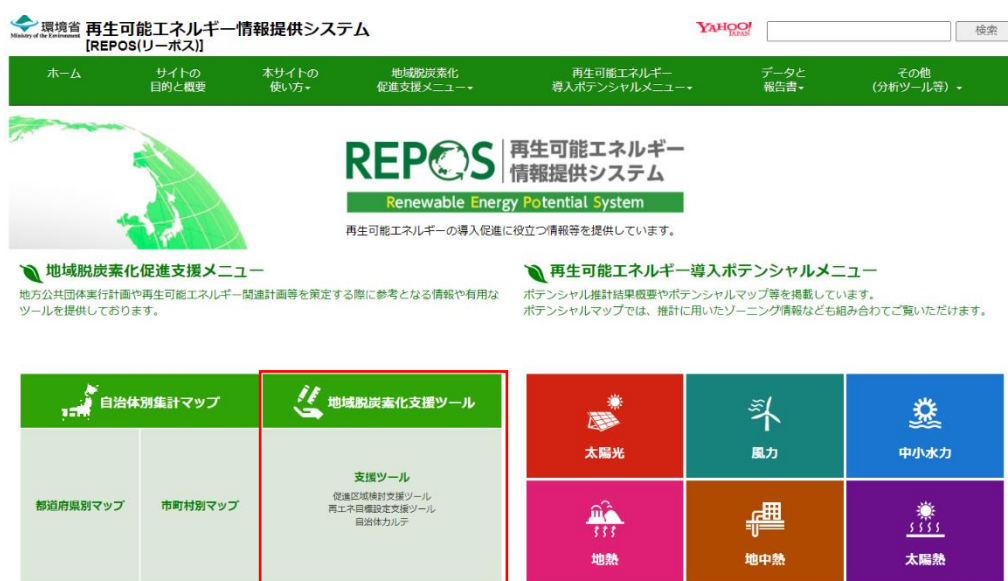 環境省
Ministry of the Environment
再生可能エネルギー情報提供システム
[REPOS(リーポス)]
YAHOO!
JAPAN
検索
ホーム
サイトの
目的と概要
本サイトの
使い方▾
地域脱炭素化
促進支援メニュー▾
再生可能エネルギー
導入ポテンシャルメニュー▾
データと
報告書▾
その他
(分析ツール等) ▾
REPOS
再生可能エネルギー
情報提供システム
Renewable Energy Potential System
再生可能エネルギーの導入促進に役立つ情報等を提供しています。
地域脱炭素化促進支援メニュー
地方公共団体実行計画や再生可能エネルギー関連計画等を策定する際に参考となる情報や有用な
ツールを提供しております。
再生可能エネルギー導入ポテンシャルメニュー
ポテンシャル推計結果概要やポテンシャルマップ等を掲載しています。
ポテンシャルマップでは、推計に用いたゾーニング情報なども組み合わてご覧いただけます。
自治体別集計マップ
都道府県別マップ
市町村別マップ
地域脱炭素化支援ツール
支援ツール
促進区域検討支援ツール
再エネ目標設定支援ツール
自治体カルテ
太陽光
風力
中小水力
地熱
地中熱
太陽熱